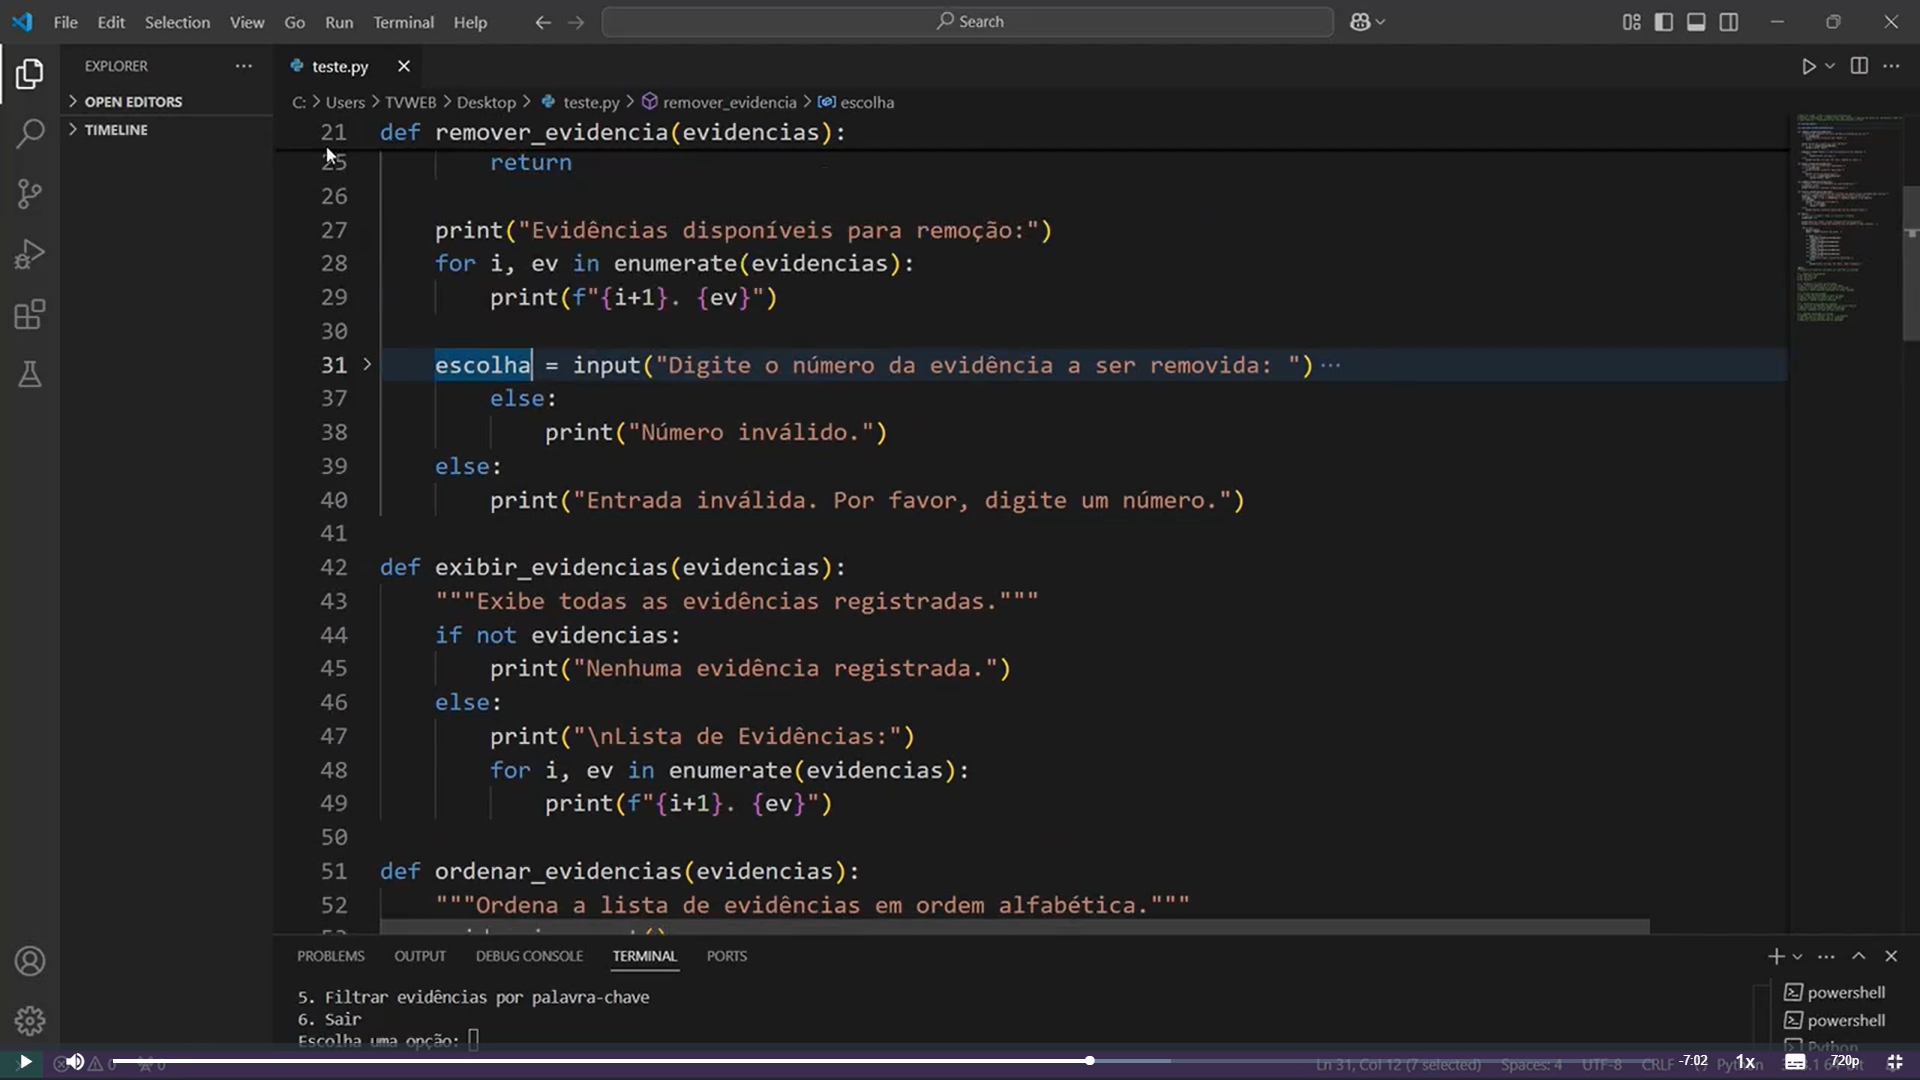 File Edit Selection View Go Run Terminal Help Search
EXPLORER teste.py
OPEN EDITORS
TIMELINE
C: > Users > TVWEB > Desktop > teste.py > remover_evidencia > escolha
21 def remover_evidencia(evidencias):
25 return
26
27 print("Evidências disponíveis para remoção:")
28 for i, ev in enumerate(evidencias):
29 print(f"{i+1}. {ev}")
30
31 escolha = input("Digite o número da evidência a ser removida: ") ···
37 else:
38 print("Número inválido.")
39 else:
40 print("Entrada inválida. Por favor, digite um número.")
41
42 def exibir_evidencias(evidencias):
43 """Exibe todas as evidências registradas."""
44 if not evidencias:
45 print("Nenhuma evidência registrada.")
46 else:
47 print("\nLista de Evidências:")
48 for i, ev in enumerate(evidencias):
49 print(f"{i+1}. {ev}")
50
51 def ordenar_evidencias(evidencias):
52 """Ordena a lista de evidências em ordem alfabética."""
PROBLEMS OUTPUT DEBUG CONSOLE TERMINAL PORTS
5. Filtrar evidências por palavra-chave
6. Sair
Escolha uma opção:
powershell
powershell
Python
0 0 Ln 31, Col 12 (7 selected) Spaces: 4 UTF-8 CRLF Python
-7:02 1x 720p